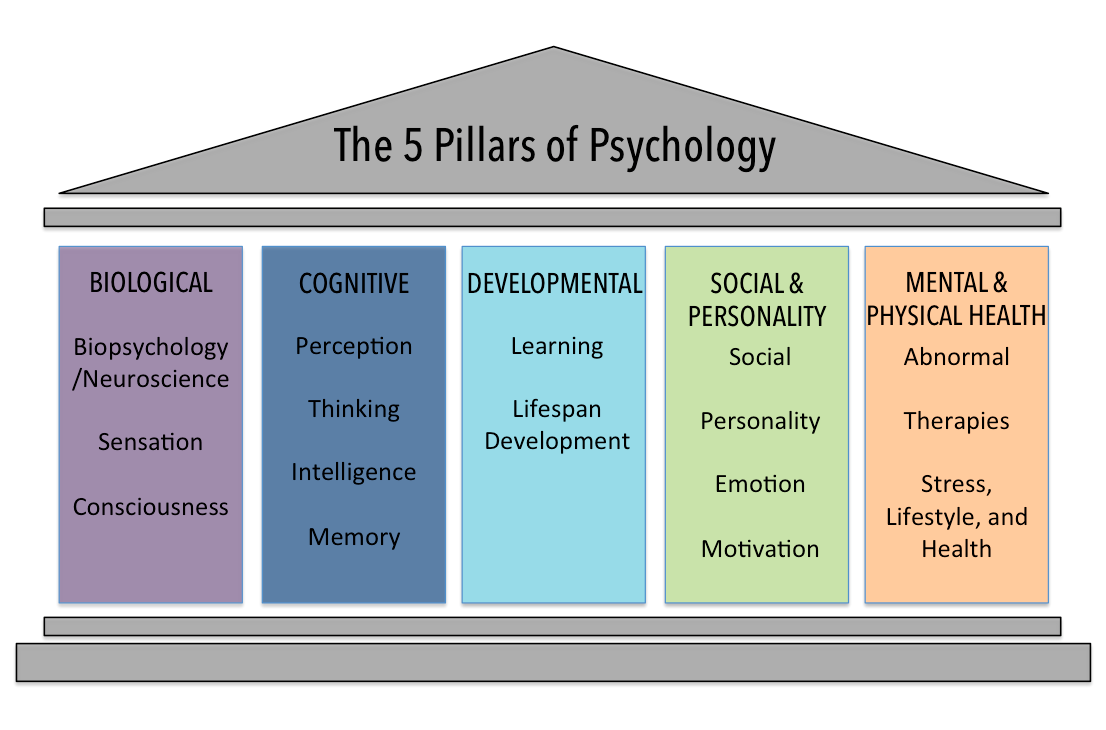 The 5 Pillars of Psychology
BIOLOGICAL
Biopsychology
/Neuroscience
Sensation
Consciousness
COGNITIVE
Perception
Thinking
Intelligence
Memory
DEVELOPMENTAL
Learning
Lifespan
Development
SOCIAL &
PERSONALITY
Social
Personality
Emotion
Motivation
MENTAL &
PHYSICAL HEALTH
Abnormal
Therapies
Stress,
Lifestyle, and
Health